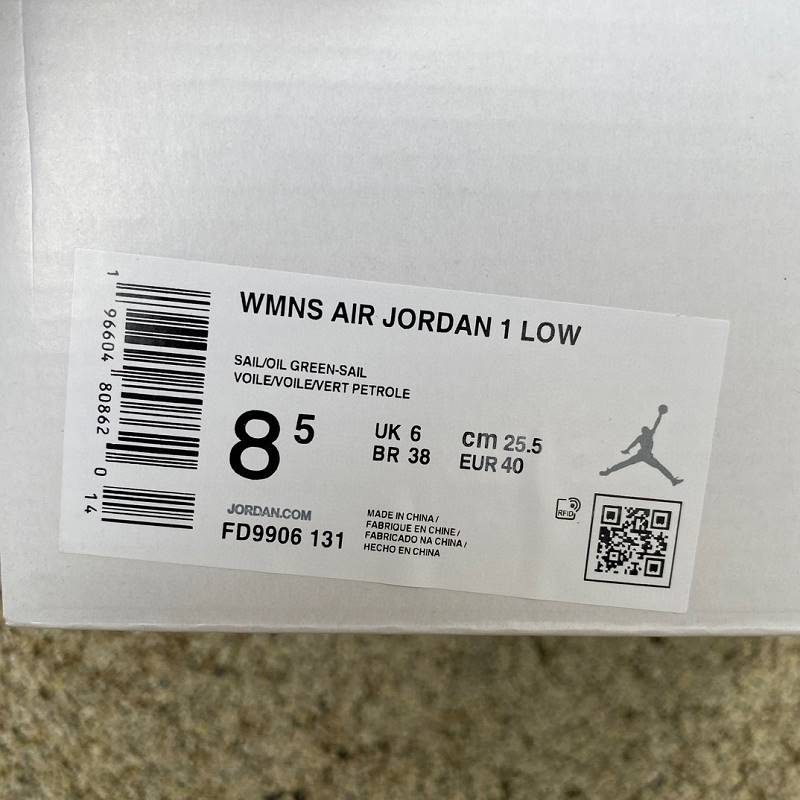 WMNS AIR JORDAN 1 LOW
SAIL/OIL GREEN-SAIL
VOILE/VOILE/VERT PETROLE
8 5
UK 6
BR 38
cm 25.5
EUR 40
JORDAN.COM
FD9906 131
MADE IN CHINA /
FABRIQUE EN CHINE /
FABRICADO NA CHINA /
HECHO EN CHINA
RFID
1 96604 80862 0 14